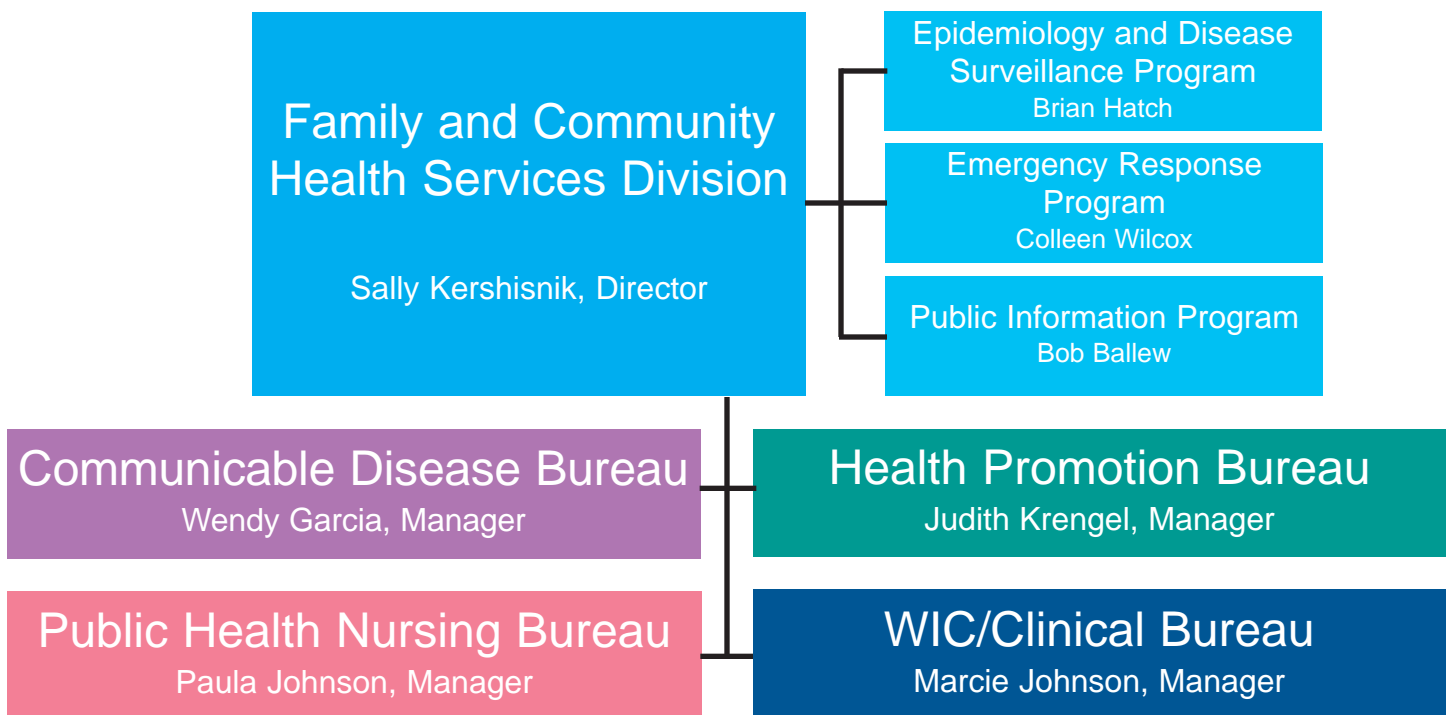 Family and Community
Health Services Division
Sally Kershisnik, Director
Epidemiology and Disease
Surveillance Program
Brian Hatch
Emergency Response
Program
Colleen Wilcox
Public Information Program
Bob Ballew
Communicable Disease Bureau
Wendy Garcia, Manager
Health Promotion Bureau
Judith Krengel, Manager
Public Health Nursing Bureau
Paula Johnson, Manager
WIC/Clinical Bureau
Marcie Johnson, Manager